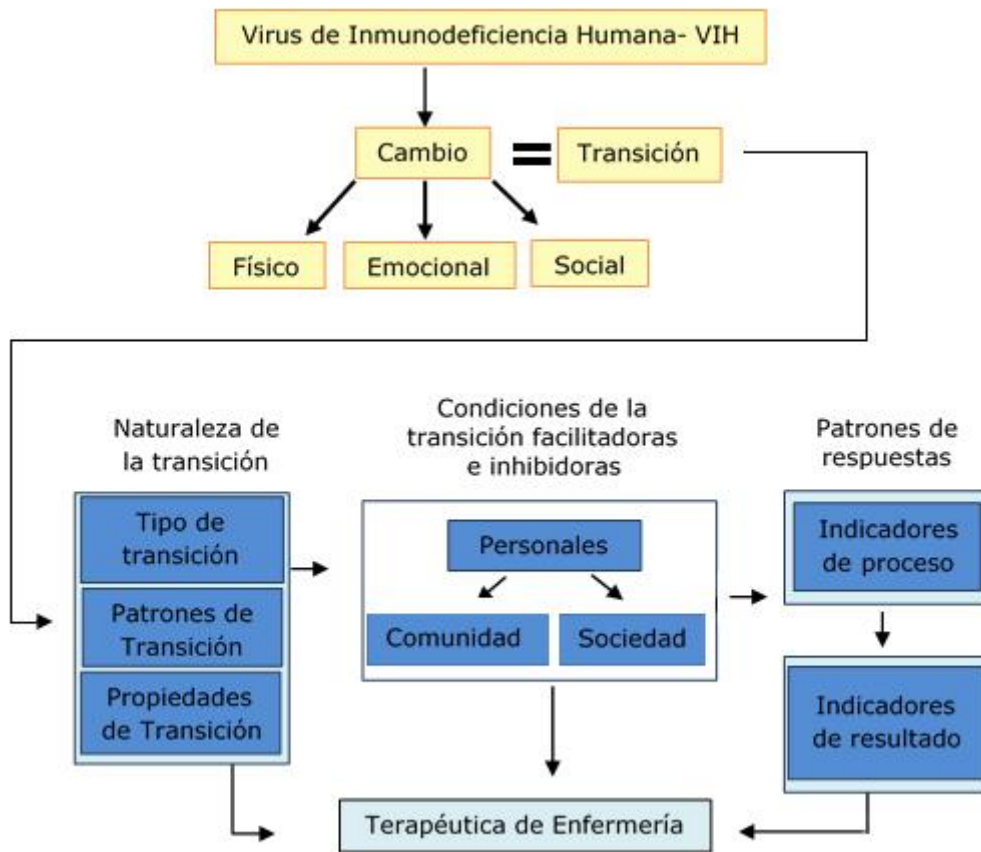 Virus de Inmunodeficiencia Humana- VIH
Cambio
=
Transición
Físico
Emocional
Social
Naturaleza de
la transición
Condiciones de la
transición facilitadoras
e inhibidoras
Patrones de
respuestas
Tipo de
transición
Patrones de
Transición
Propiedades
de Transición
Personales
Comunidad
Sociedad
Indicadores
de proceso
Indicadores
de resultado
Terapéutica de Enfermería